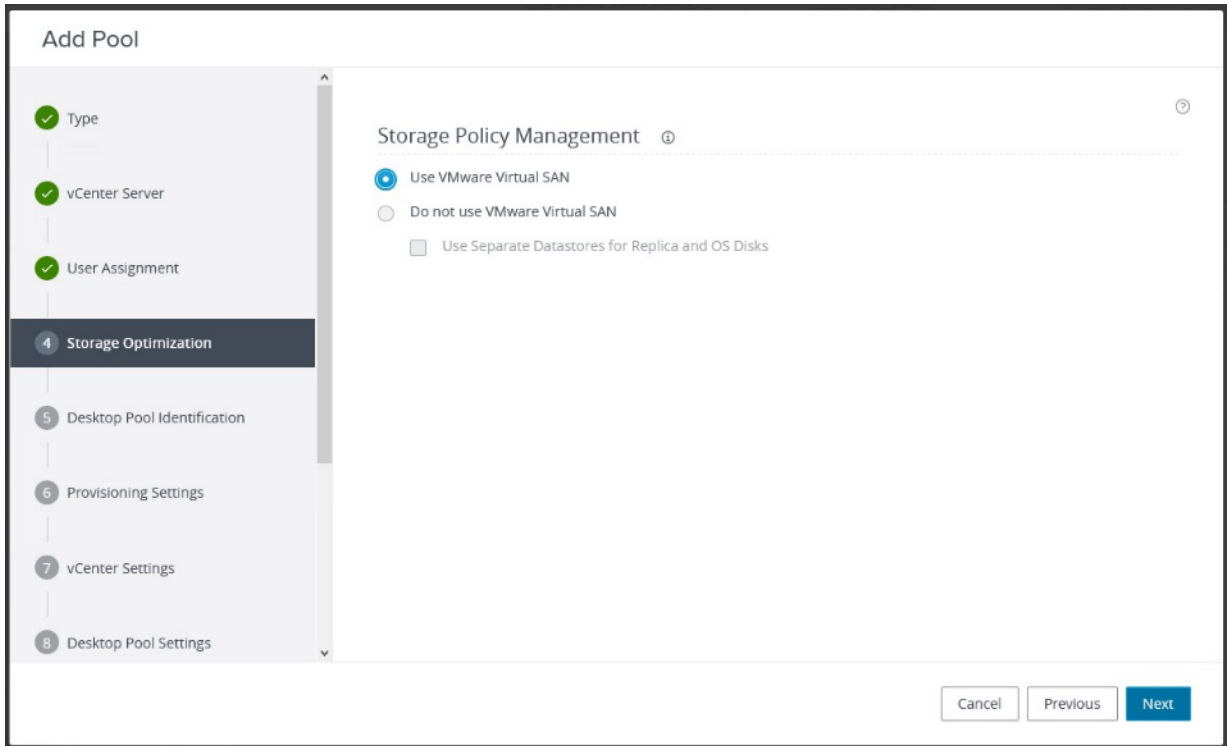 Add Pool
Type
vCenter Server
User Assignment
4 Storage Optimization
5 Desktop Pool Identification
6 Provisioning Settings
7 vCenter Settings
8 Desktop Pool Settings
Storage Policy Management
Use VMware Virtual SAN
Do not use VMware Virtual SAN
Use Separate Datastores for Replica and OS Disks
Cancel Previous Next